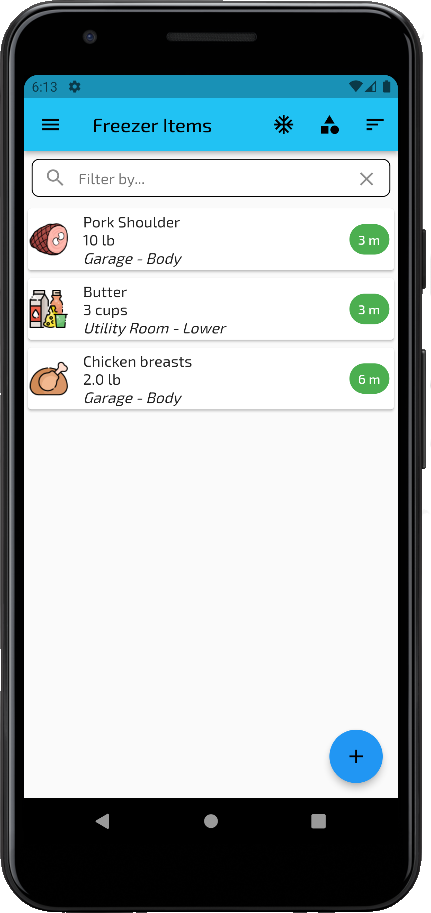 6:13
Freezer Items
Filter by...
Pork Shoulder
10 lb
3 m
Garage - Body
Butter
3 cups
3 m
Utility Room - Lower
Chicken breasts
2.0 lb
6 m
Garage - Body